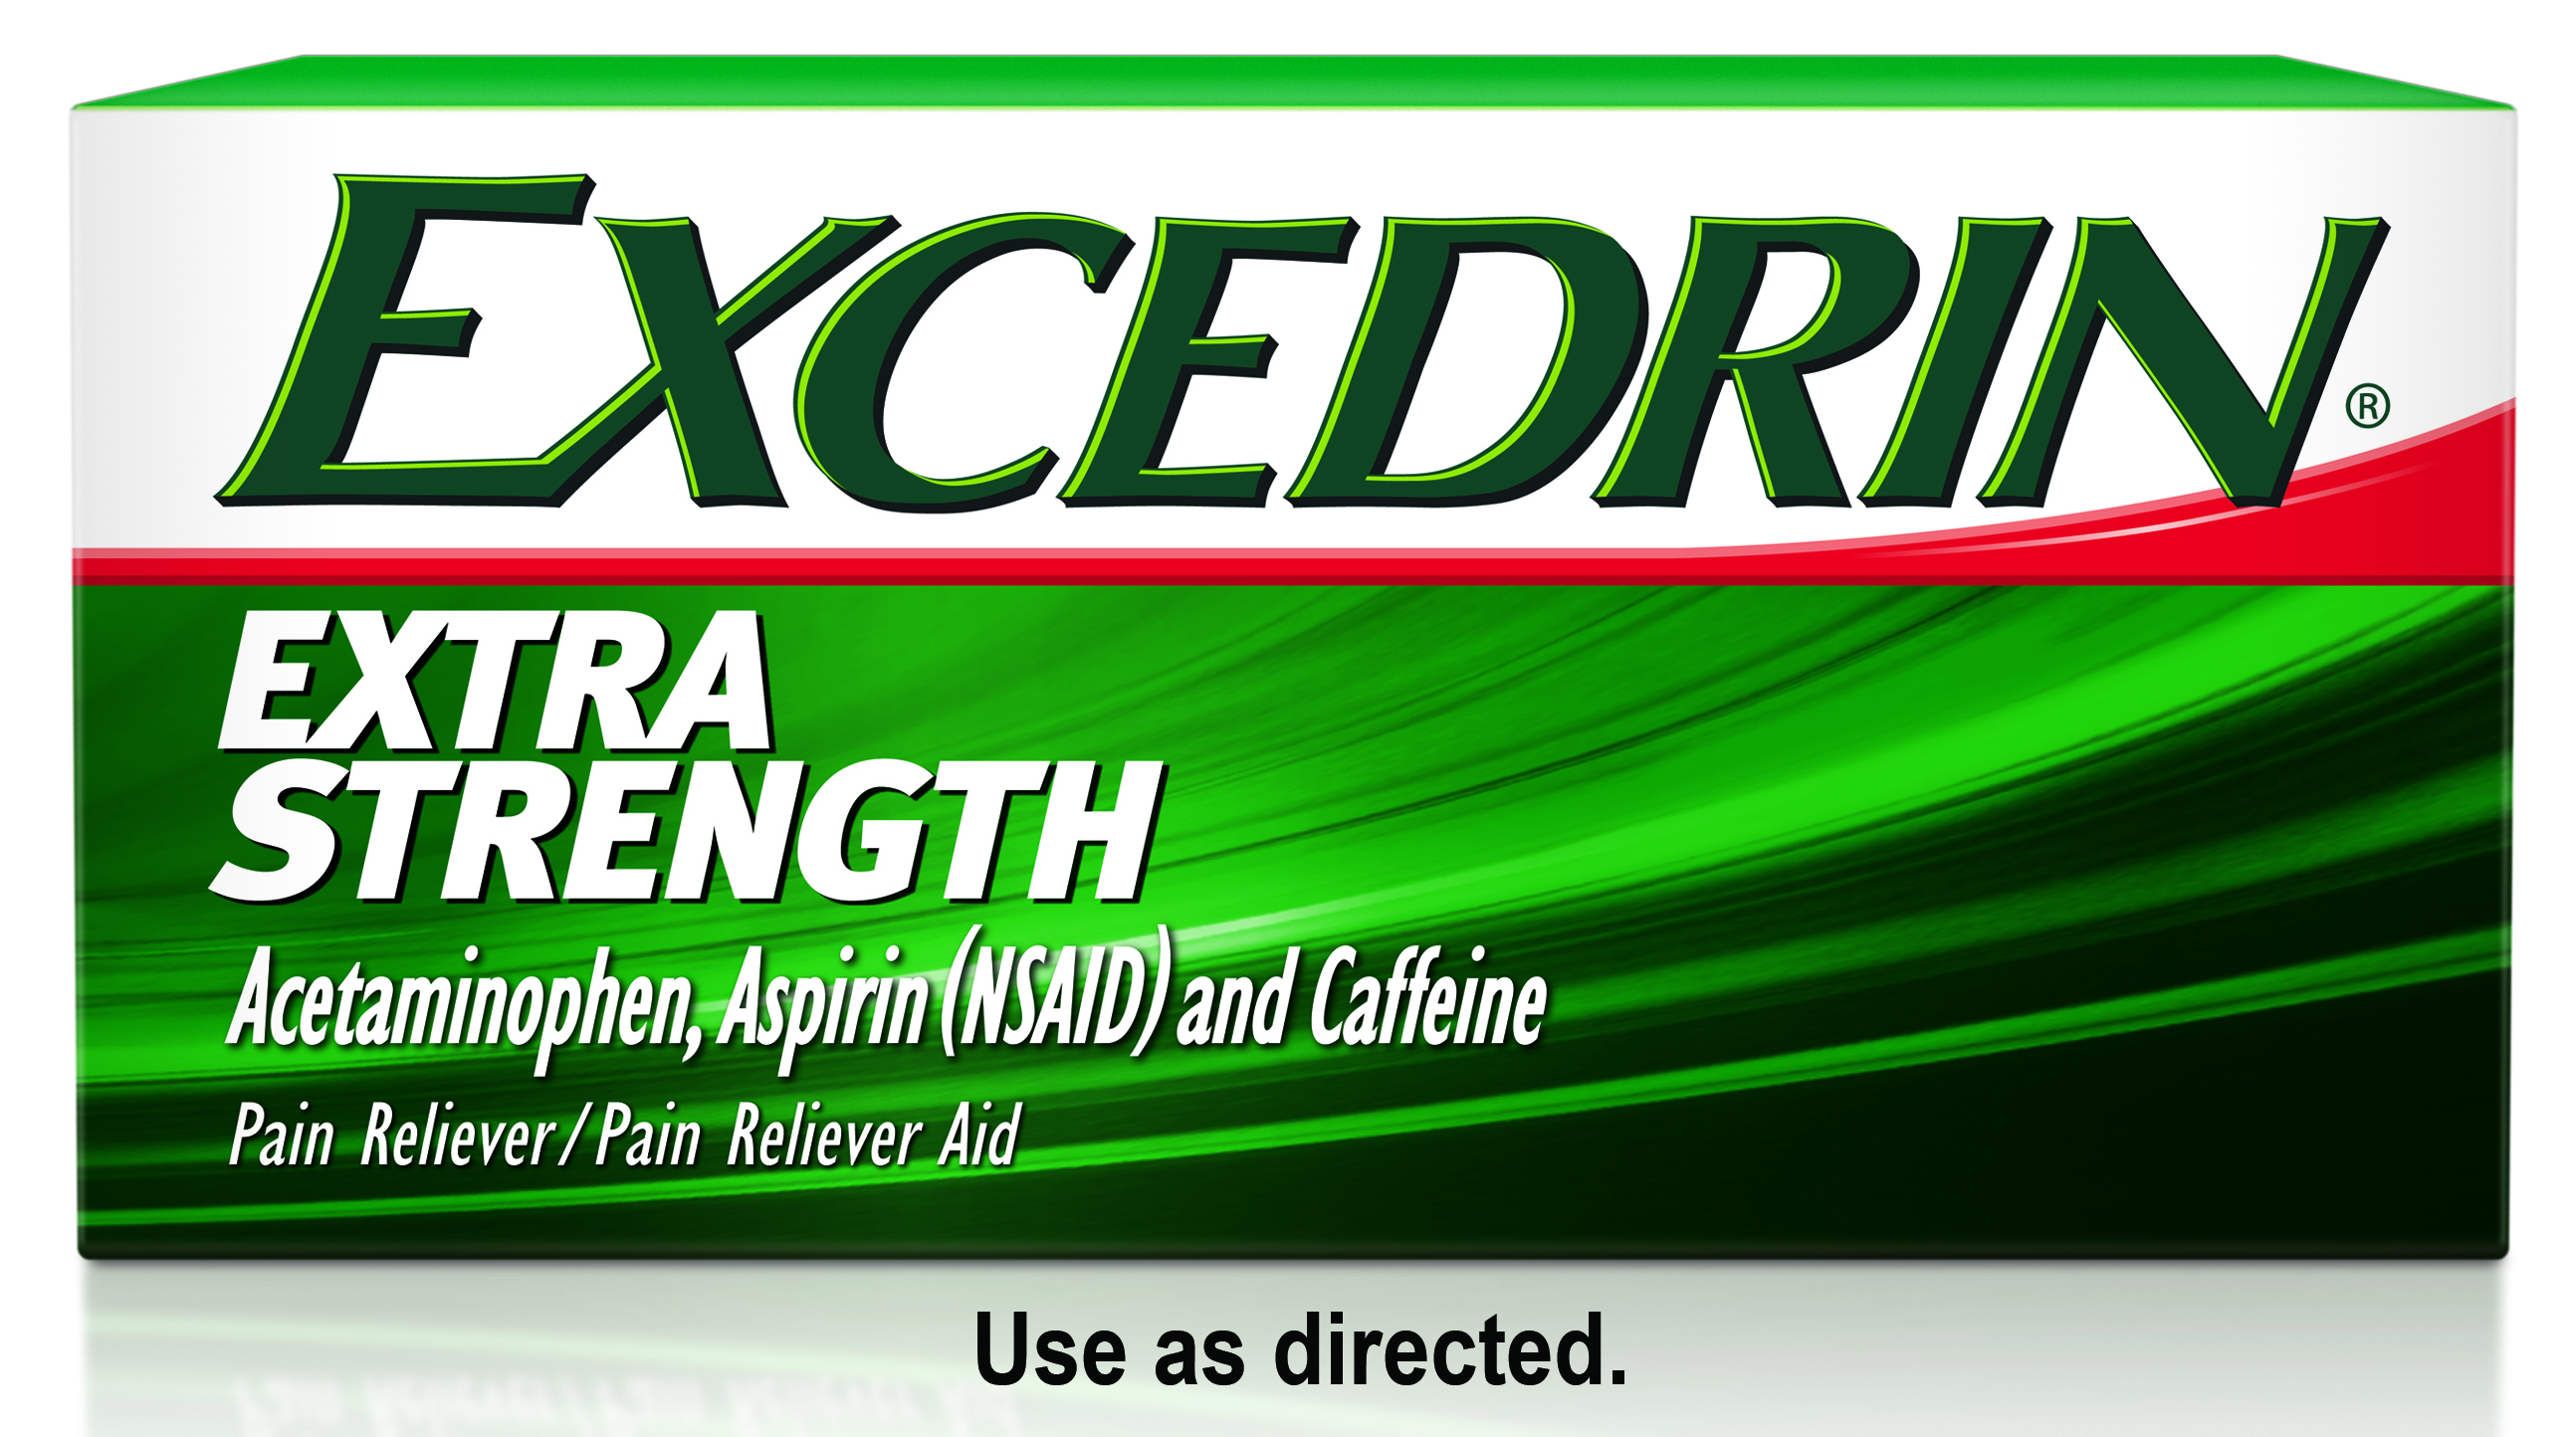 EXCEDRIN®
EXTRA
STRENGTH
Acetaminophen, Aspirin (NSAID) and Caffeine
Pain Reliever/Pain Reliever Aid
Use as directed.